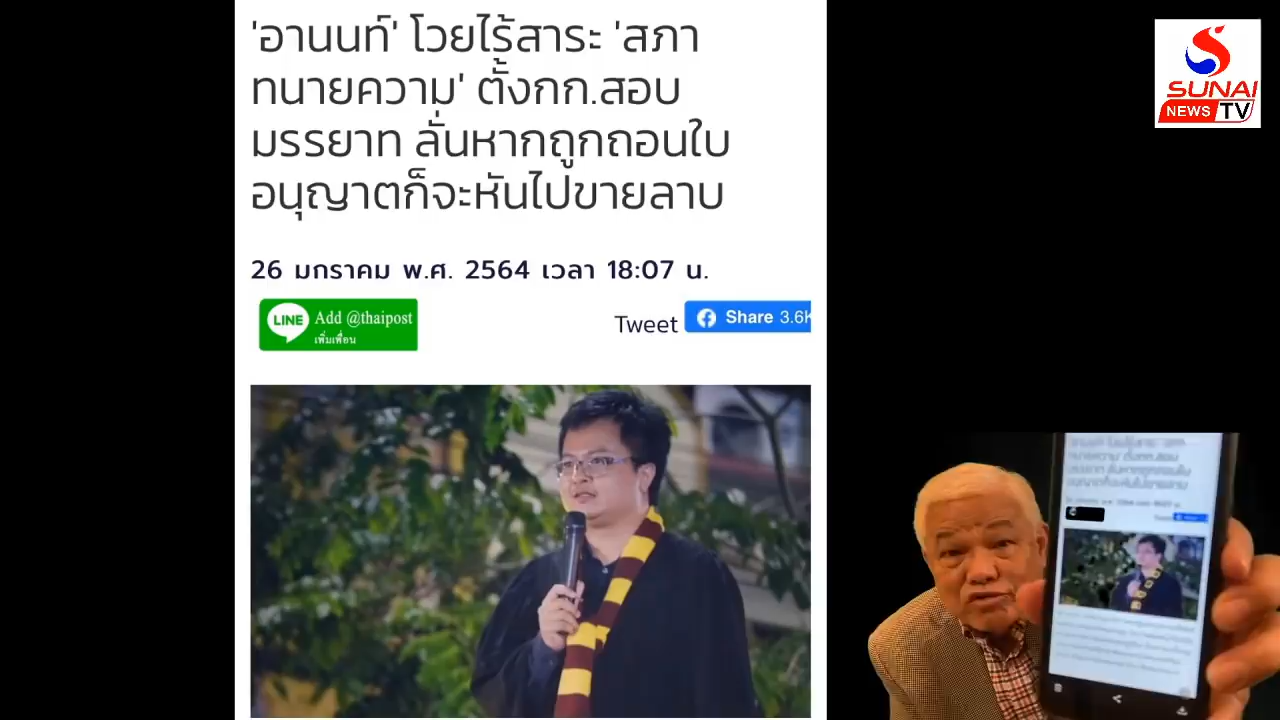 'อานนท์' โวยไร้สาระ 'สภา
ทนายความ' ตั้งกก.สอบ
มรรยาท ลั่นหากถูกถอนใบ
อนุญาตก็จะหันไปขายลาบ
26 มกราคม พ.ศ. 2564 เวลา 18:07 น.
LINE Add @thaipost
เพิ่มเพื่อน
Tweet
Share 3.6K
SUNAI
NEWS TV